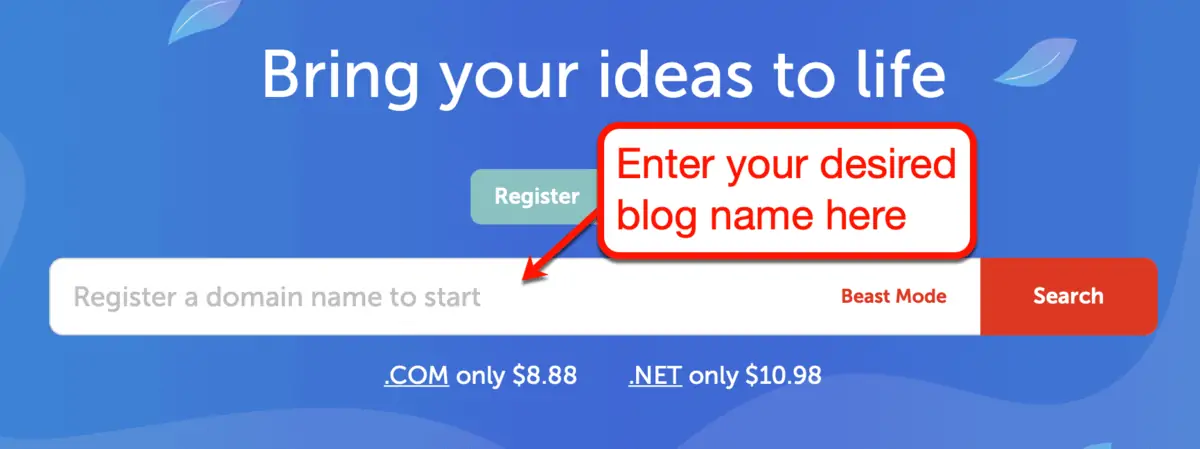 Bring your ideas to life
Enter your desired
blog name here
Register
Register a domain name to start
Beast Mode
Search
.COM only $8.88
.NET only $10.98